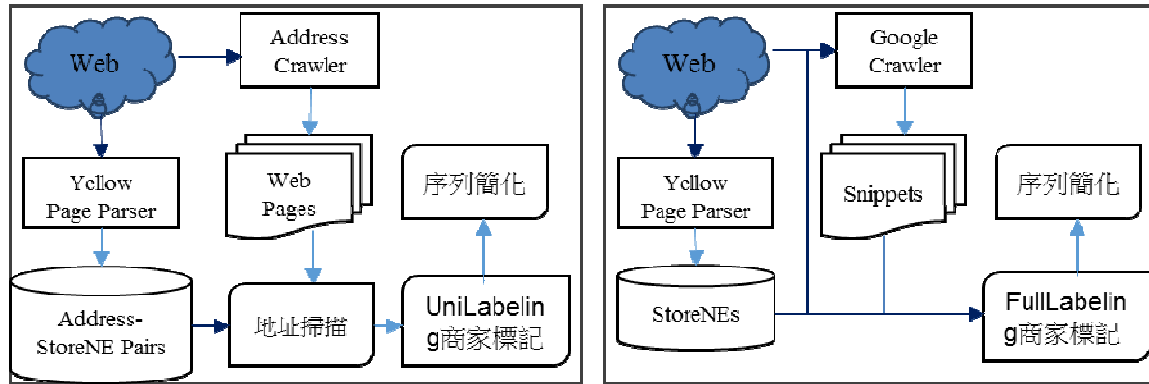 Web
Address
Crawler
Yellow
Page Parser
Web
Pages
序列簡化
Address-
StoreNE Pairs
地址掃描
UniLabelin
g商家標記
Web
Google
Crawler
Yellow
Page Parser
Snippets
序列簡化
StoreNEs
FullLabelin
g商家標記